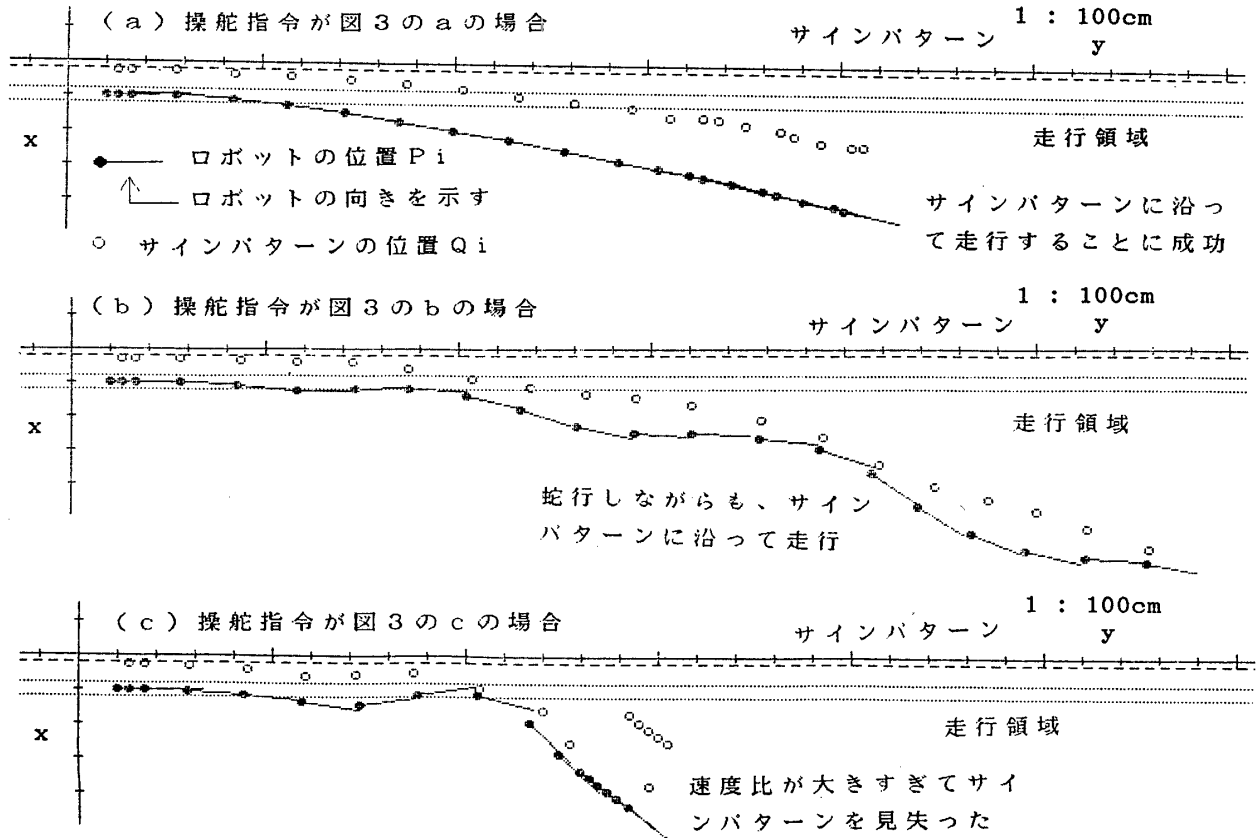 (a)操舵指令が図3のaの場合
1 : 100cm
サインパターン
y
走行領域
x
ロボットの位置Pi
ロボットの向きを示す
サインパターンの位置Qi
サインパターンに沿っ
て走行することに成功
(b)操舵指令が図3のbの場合
1 : 100cm
サインパターン
y
走行領域
x
蛇行しながらも、サイン
パターンに沿って走行
(c)操舵指令が図3のcの場合
1 : 100cm
サインパターン
y
走行領域
x
速度比が大きすぎてサイ
ンパターンを見失った